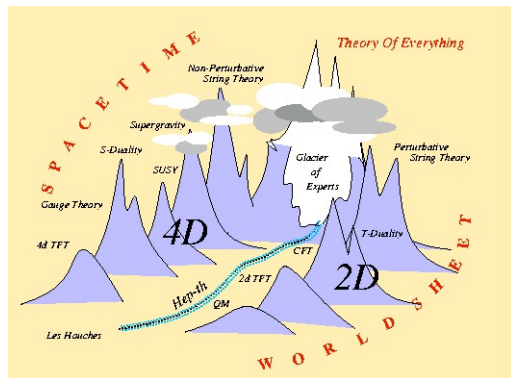 Theory Of Everything
SPACETIME
Non-Perturbative
String Theory
Supergravity
S-Duality
SUSY
Glacier
of
Experts
Perturbative
String Theory
Gauge Theory
4D
T-Duality
4d TFT
CFT
2d TFT
2D
Hep-th
QM
Les Houches
WORLDSHEET